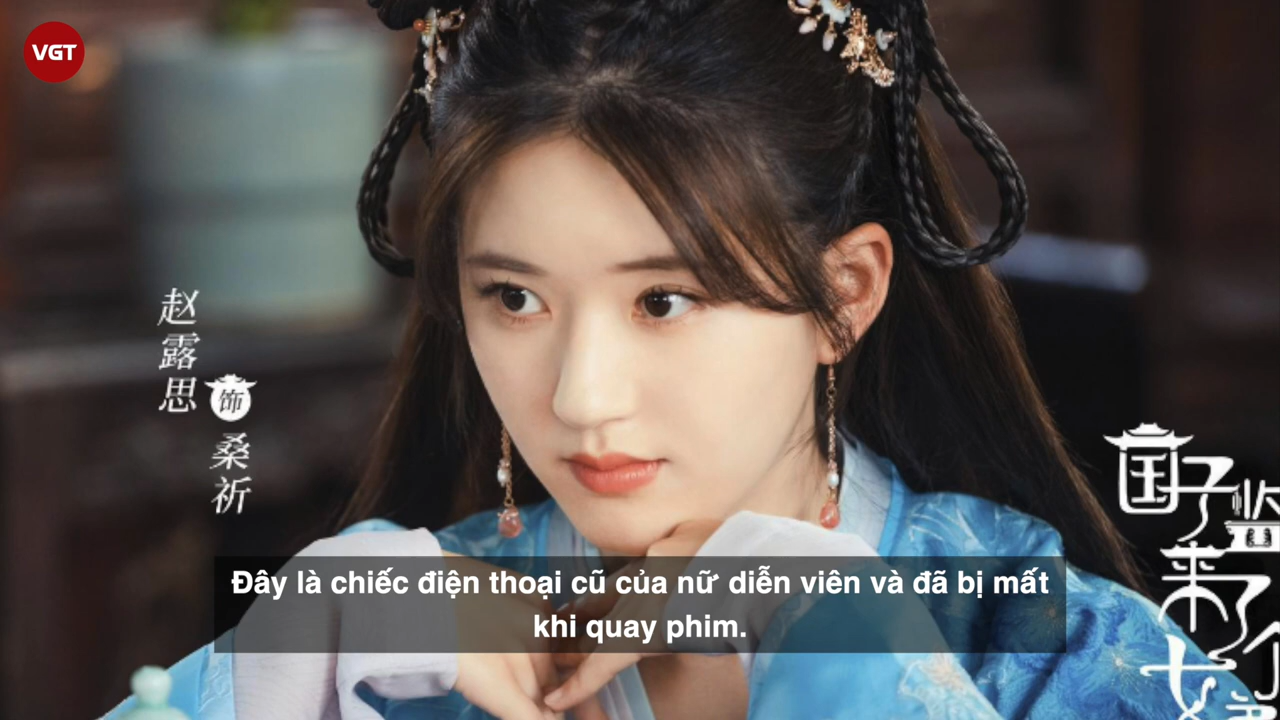 VGT
赵露思
饰
桑祈
国子监
来了个
女
Đây là chiếc điện thoại cũ của nữ diễn viên và đã bị mất
khi quay phim.